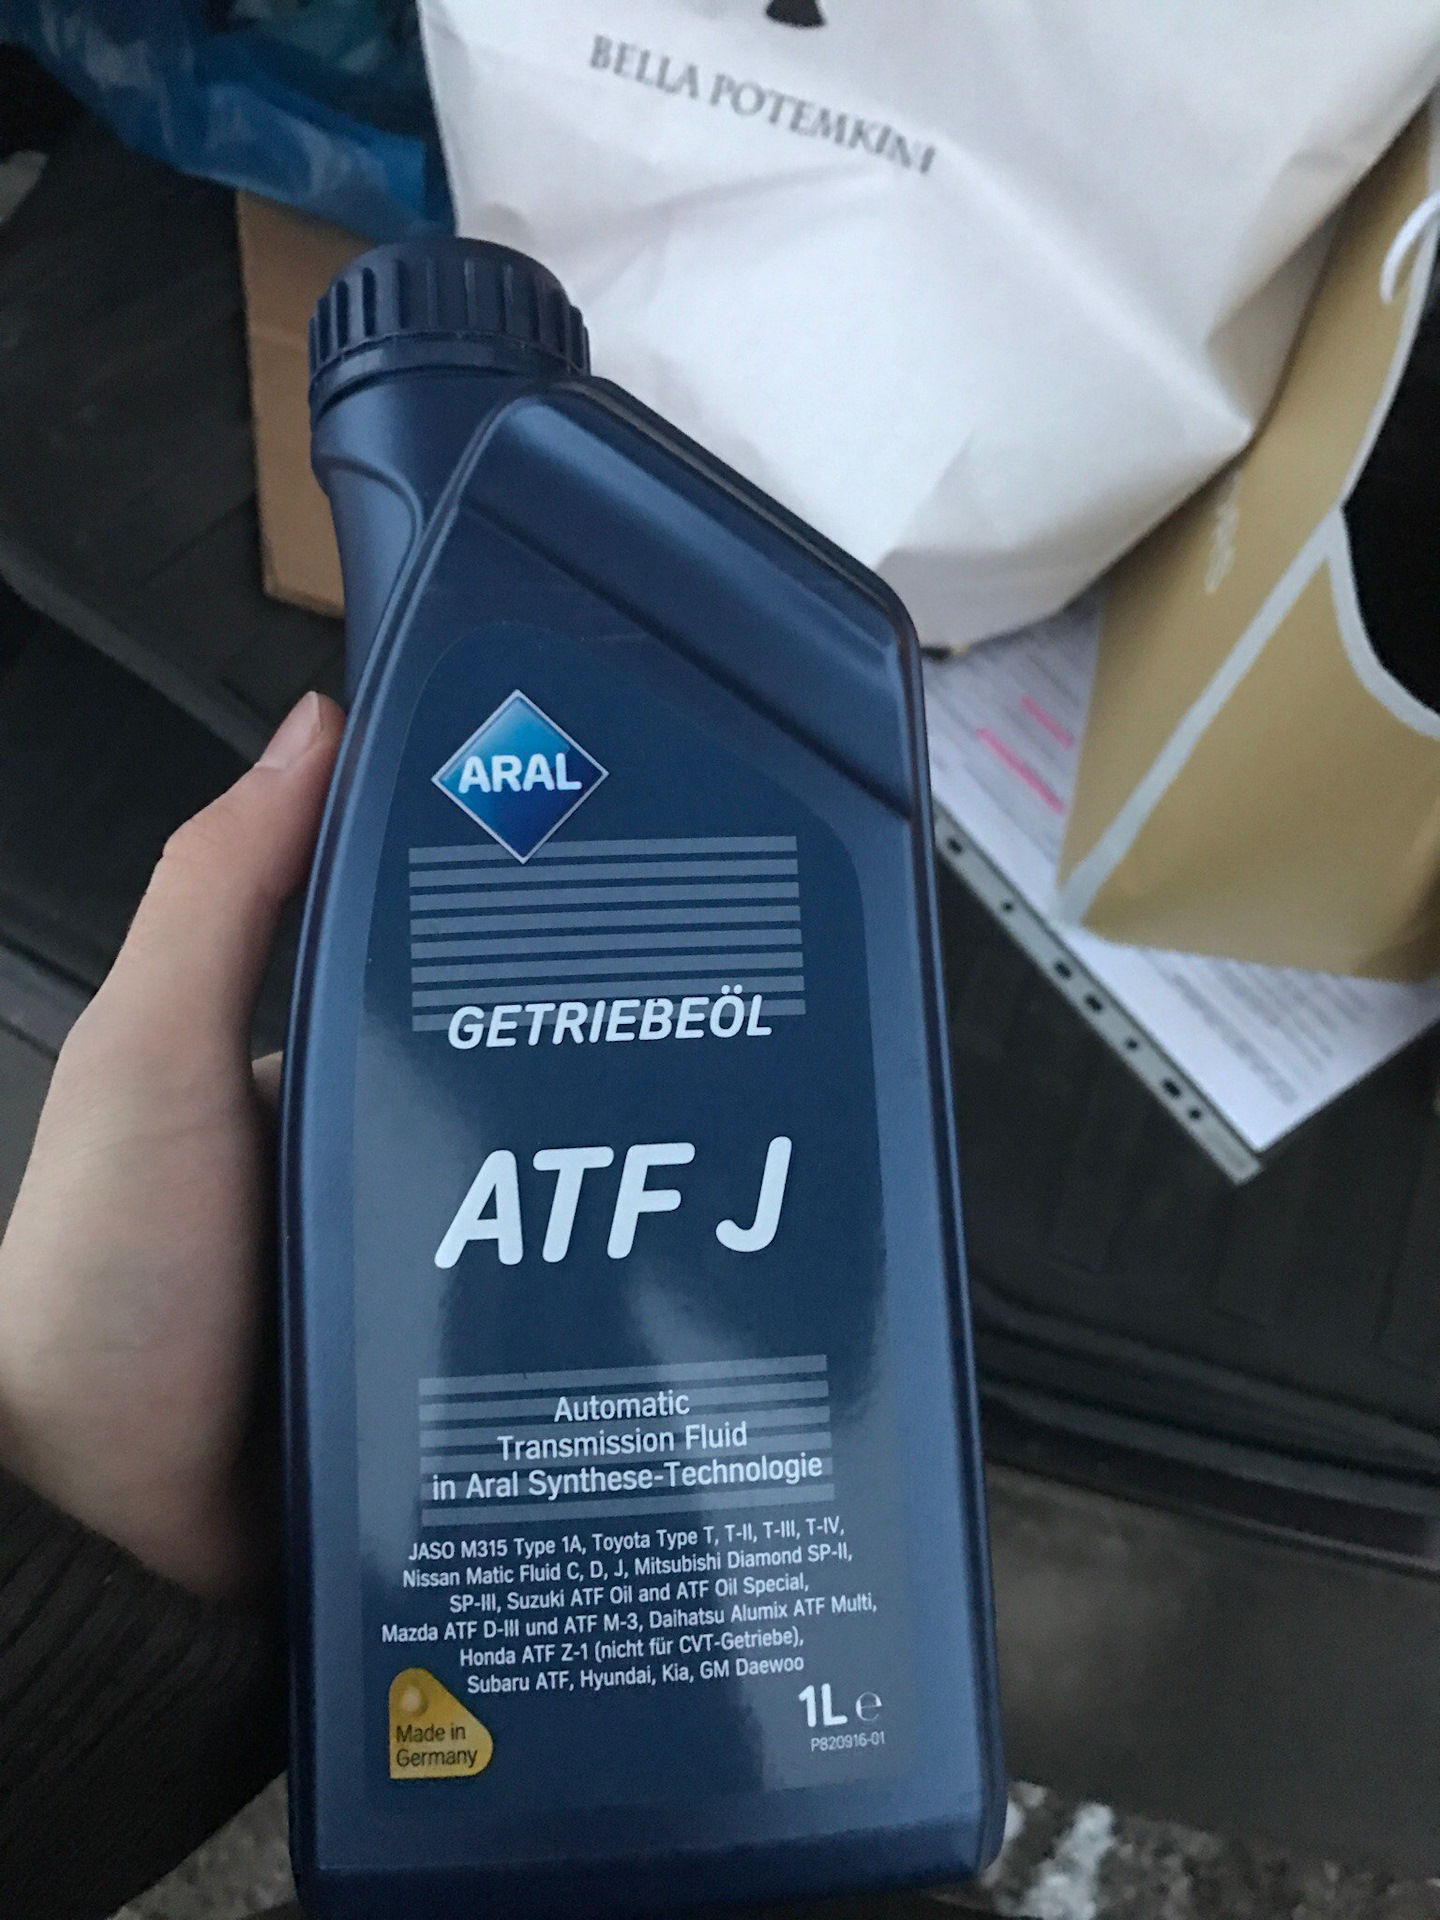 BELLA POTEMKINI
ARAL
GETRIEBEÖL
ATF J
Automatic
Transmission Fluid
in Aral Synthese-Technologie
JASO M315 Type 1A, Toyota Type T, T-II, T-III, T-IV,
Nissan Matic Fluid C, D, J, Mitsubishi Diamond SP-II,
SP-III, Suzuki ATF Oil and ATF Oil Special,
Mazda ATF D-III und ATF M-3, Daihatsu Alumix ATF Multi,
Honda ATF Z-1 (nicht für CVT-Getriebe),
Subaru ATF, Hyundai, Kia, GM Daewoo
1L e
P820916-01
Made in
Germany